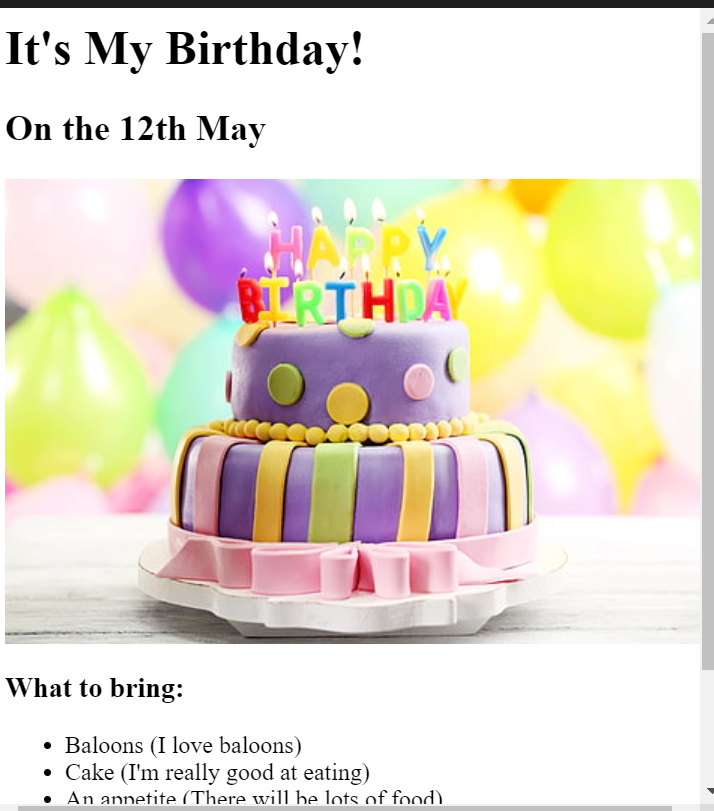 It's My Birthday!
On the 12th May
HAPPY
BIRTHDAY
What to bring:
Baloons (I love baloons)
Cake (I'm really good at eating)
An appetite (There will be lots of food)